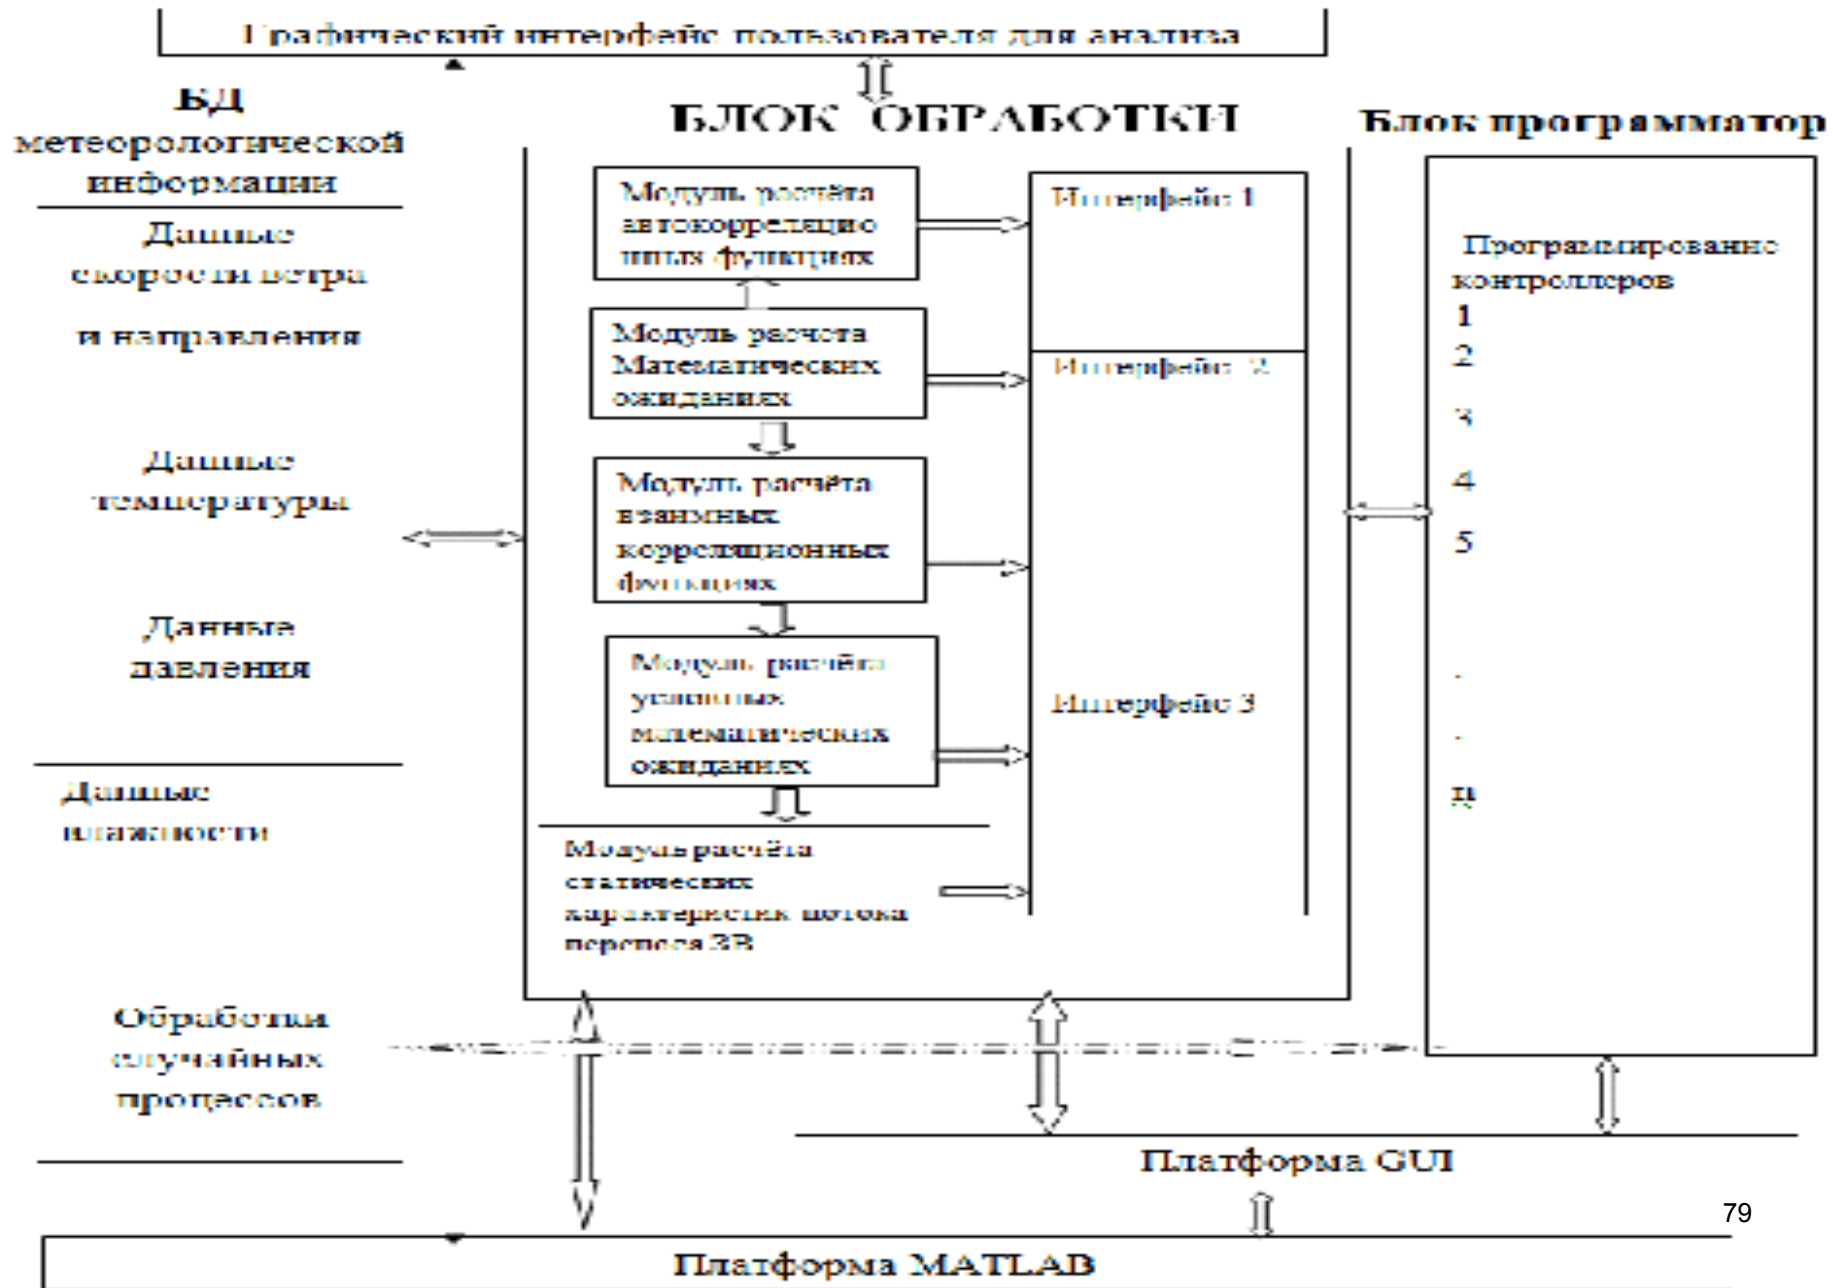 Графический интерфейс пользователя для анализа
БД
метеорологической
информации
Данные
скорости ветра
и направления
Данные
температуры
Данные
давления
Данные
влажности
Обработки
случайных
процессов
БЛОК ОБРАБОТКИ
Модуль расчёта
автокорреляцио
нных функциях
Модуль расчета
Математических
ожиданиях
Модуль расчёта
взаимных
корреляционных
функциях
Модуль расчёта
условных
математических
ожиданиях
Модуль расчёта
статических
характеристик потока
переноса ЗВ
Интерфейс 1
Интерфейс 2
Интерфейс 3
Блок программатор
Программирование
контроллеров
1
2
3
4
5
.
.
п
Платформа GUI
79
Платформа MATLAB